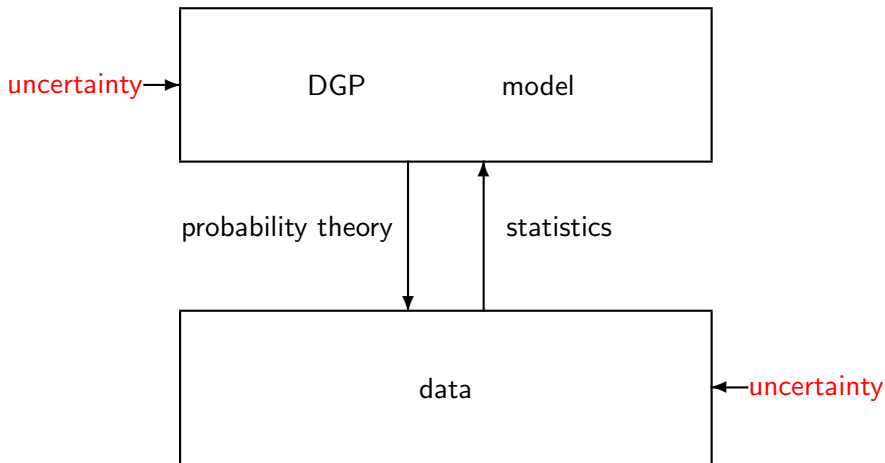 uncertainty
DGP model
probability theory statistics
data
uncertainty